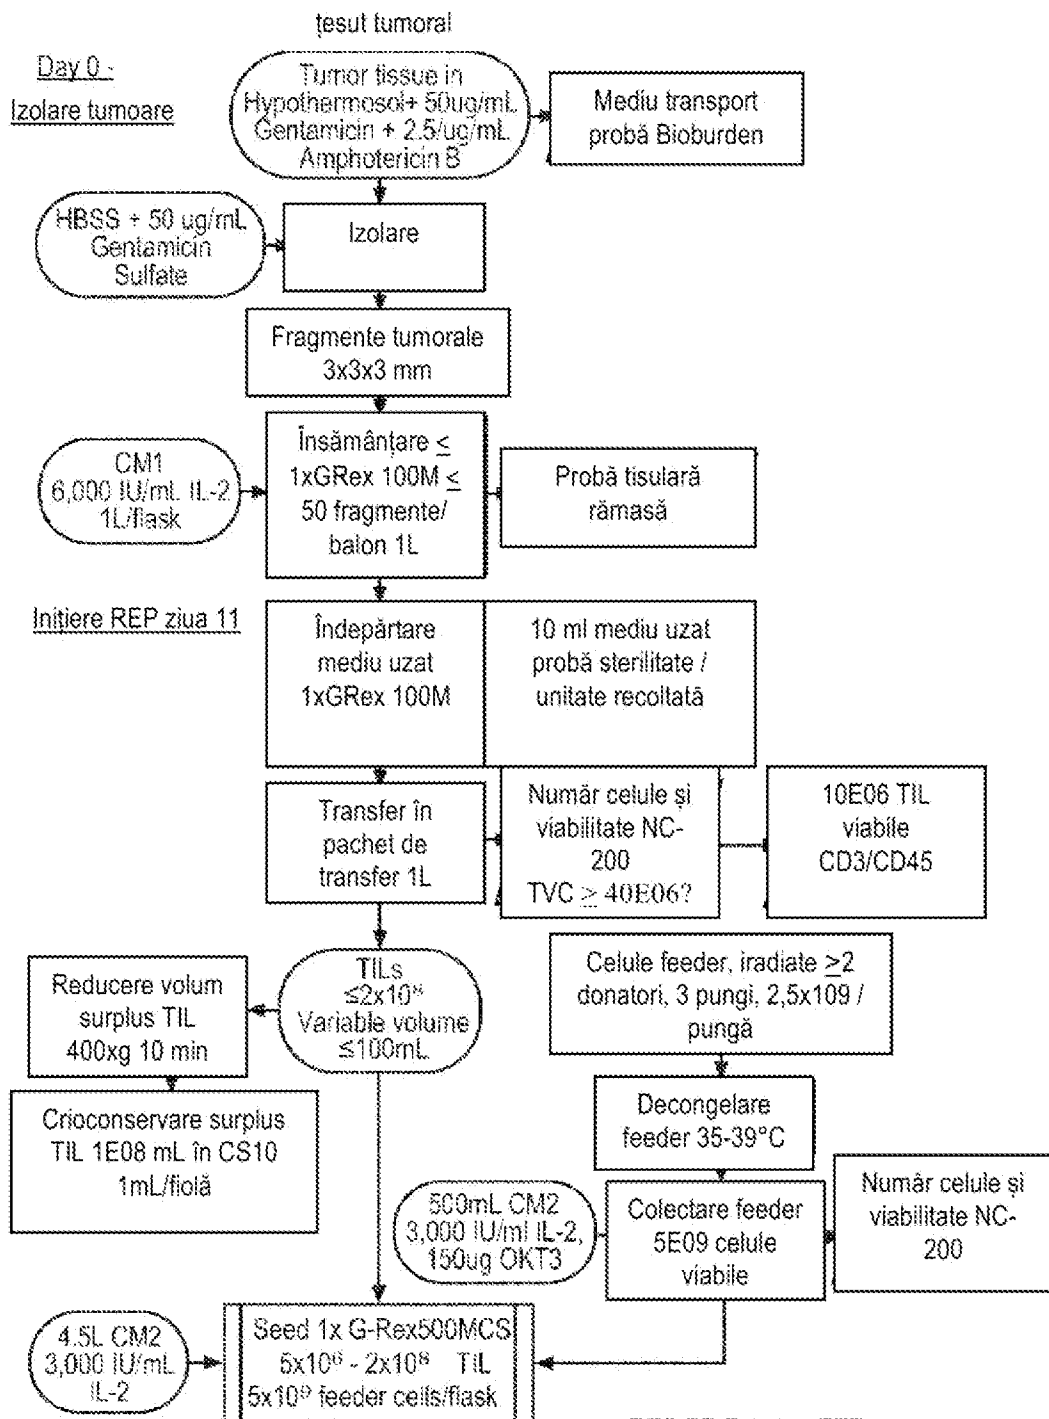 țesut tumoral
Day 0 -
Izolare tumoare
Tumor tissue in
Hypothermosol+ 50ug/mL
Gentamicin + 2.5/ug/mL
Amphotericin B
Mediu transport
probă Bioburden
HBSS + 50 ug/mL
Gentamicin
Sulfate
Izolare
Fragmente tumorale
3x3x3 mm
CM1
6,000 IU/mL IL-2
1L/flask
Însămânțare ≤
1xGRex 100M ≤
50 fragmente/
balon 1L
Probă tisulară
rămasă
Inițiere REP ziua 11
Îndepărtare
mediu uzat
1xGRex 100M
10 ml mediu uzat
probă sterilitate /
unitate recoltată
Transfer în
pachet de
transfer 1L
Număr celule și
viabilitate NC-
200
TVC ≥ 40E06?
10E06 TIL
viabile
CD3/CD45
Reducere volum
surplus TIL
400xg 10 min
TILs
≤2x10⁸
Variable volume
≤100mL
Celule feeder, iradiate ≥2
donatori, 3 pungi, 2,5x109 /
pungă
Crioconservare surplus
TIL 1E08 mL în CS10
1mL/fiolă
Decongelare
feeder 35-39°C
500mL CM2
3,000 IU/ml IL-2,
150ug OKT3
Colectare feeder
5E09 celule
viabile
Număr celule și
viabilitate NC-
200
4.5L CM2
3,000 IU/mL
IL-2
Seed 1x G-Rex500MCS
5x10⁶ - 2x10⁸ TIL
5x10⁹ feeder cells/flask